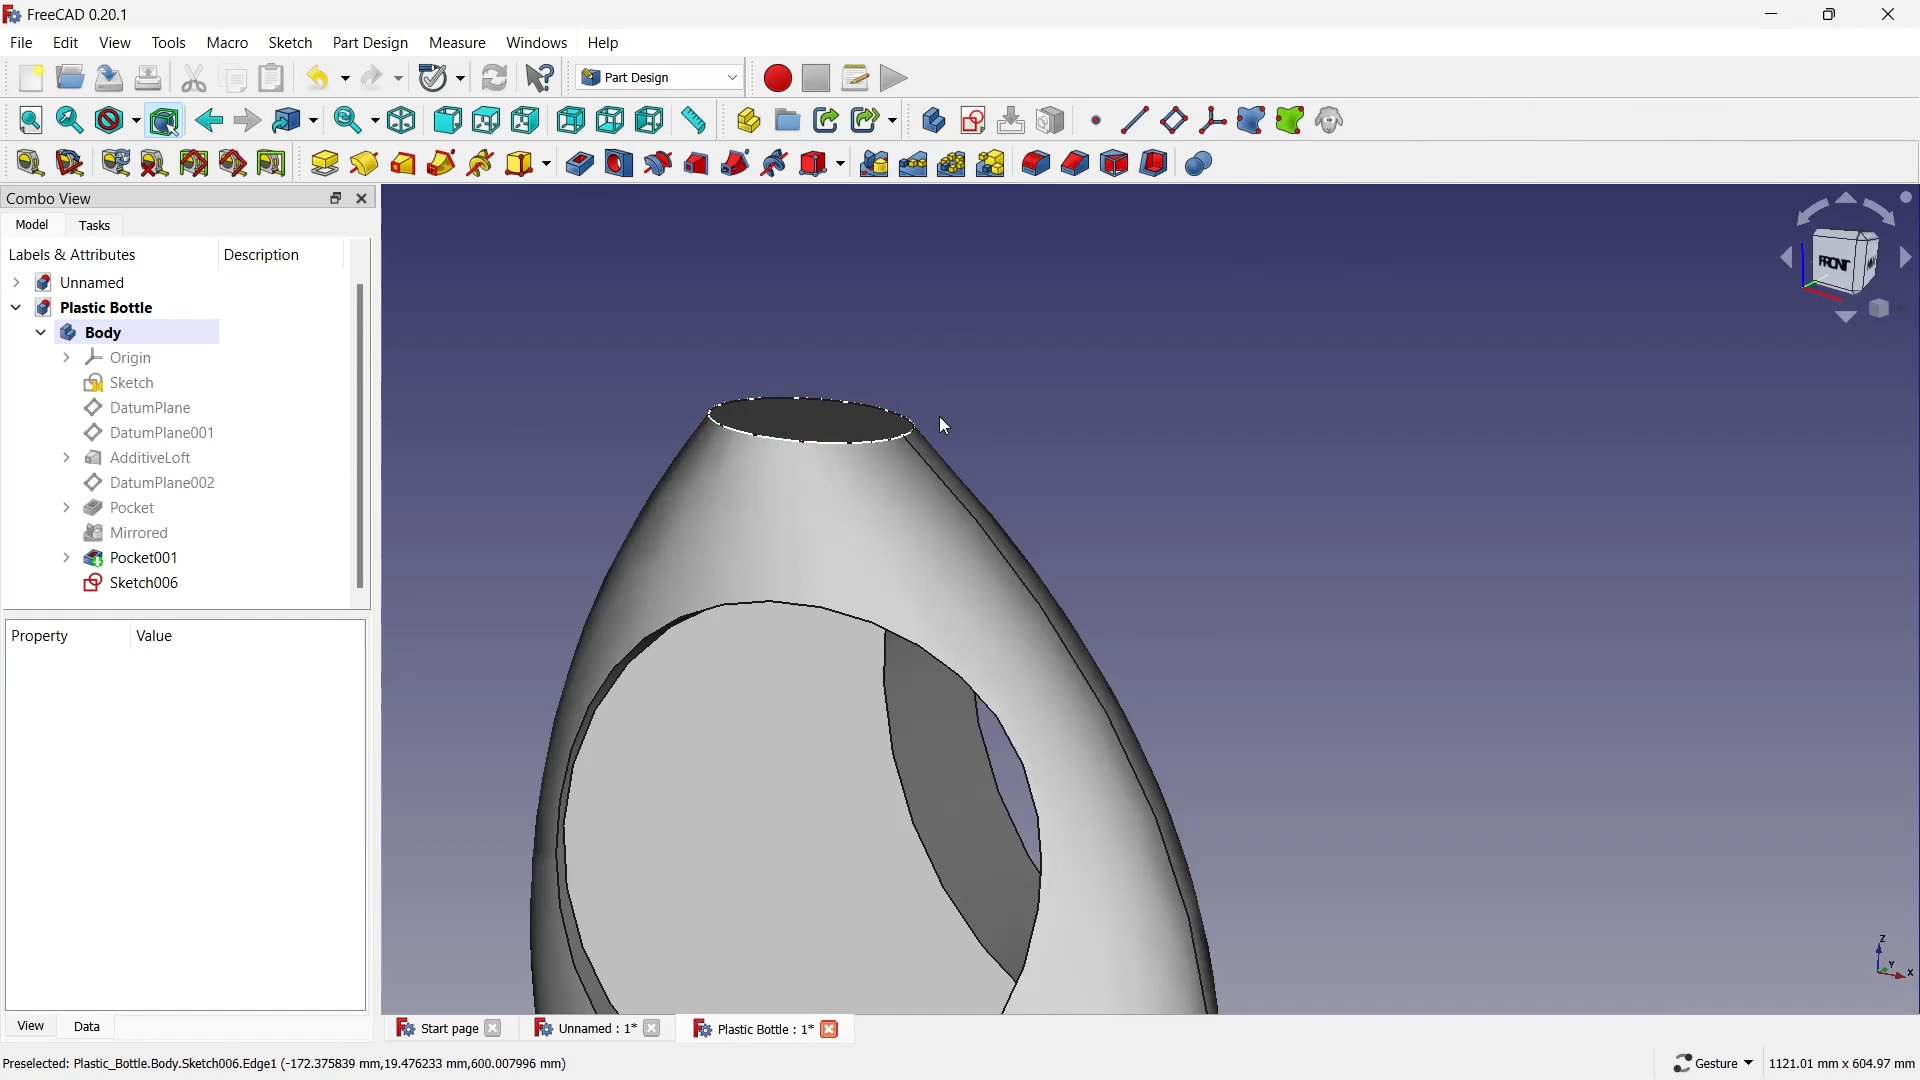 FreeCAD 0.20.1
File Edit View Tools Macro Sketch Part Design Measure Windows Help
Part Design
Combo View
Model Tasks
Labels & Attributes Description
Unnamed
Plastic Bottle
Body
Origin
Sketch
DatumPlane
DatumPlane001
AdditiveLoft
DatumPlane002
Pocket
Mirrored
Pocket001
Sketch006
Property Value
FRONT
Z
Y
X
View Data
Start page Unnamed : 1* Plastic Bottle : 1*
Preselected: Plastic_Bottle.Body.Sketch006.Edge1 (-172.375839 mm,19.476233 mm,600.007996 mm)
Gesture 1121.01 mm x 604.97 mm